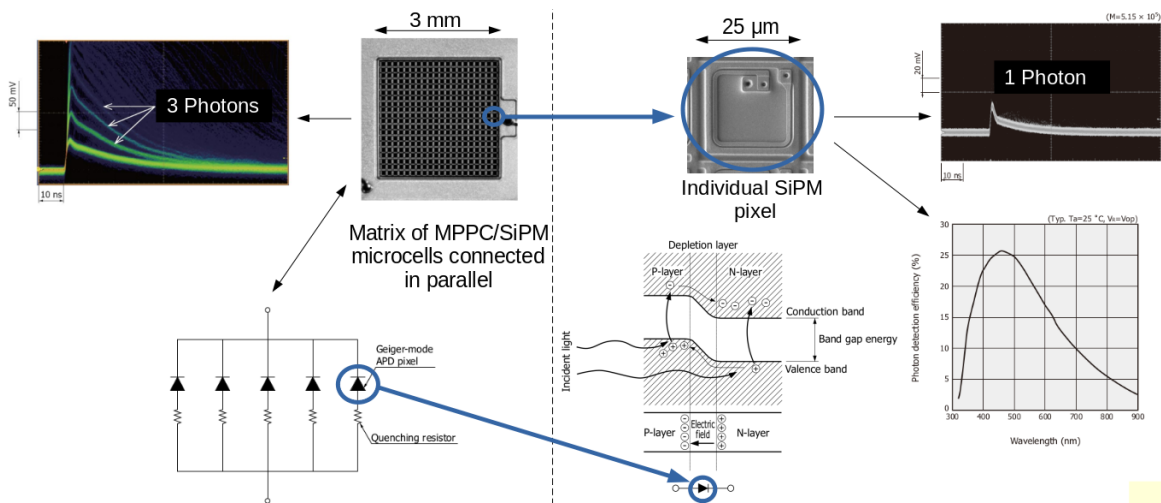 3 mm
50 mV
3 Photons
10 ns
Matrix of MPPC/SiPM
microcells connected
in parallel
Geiger-mode
APD pixel
Quenching resistor
25 µm
Individual SiPM
pixel
(M=5.15 × 10⁵)
20 mV
1 Photon
10 ns
Depletion layer
P-layer
N-layer
Conduction band
Band gap energy
Valence band
Incident light
P-layer
Electric
field
N-layer
(Typ. Ta=25 ˚C, VR=Vop)
Photon detection efficiency (%)
30
25
20
15
10
5
0
300
400
500
600
700
800
900
Wavelength (nm)